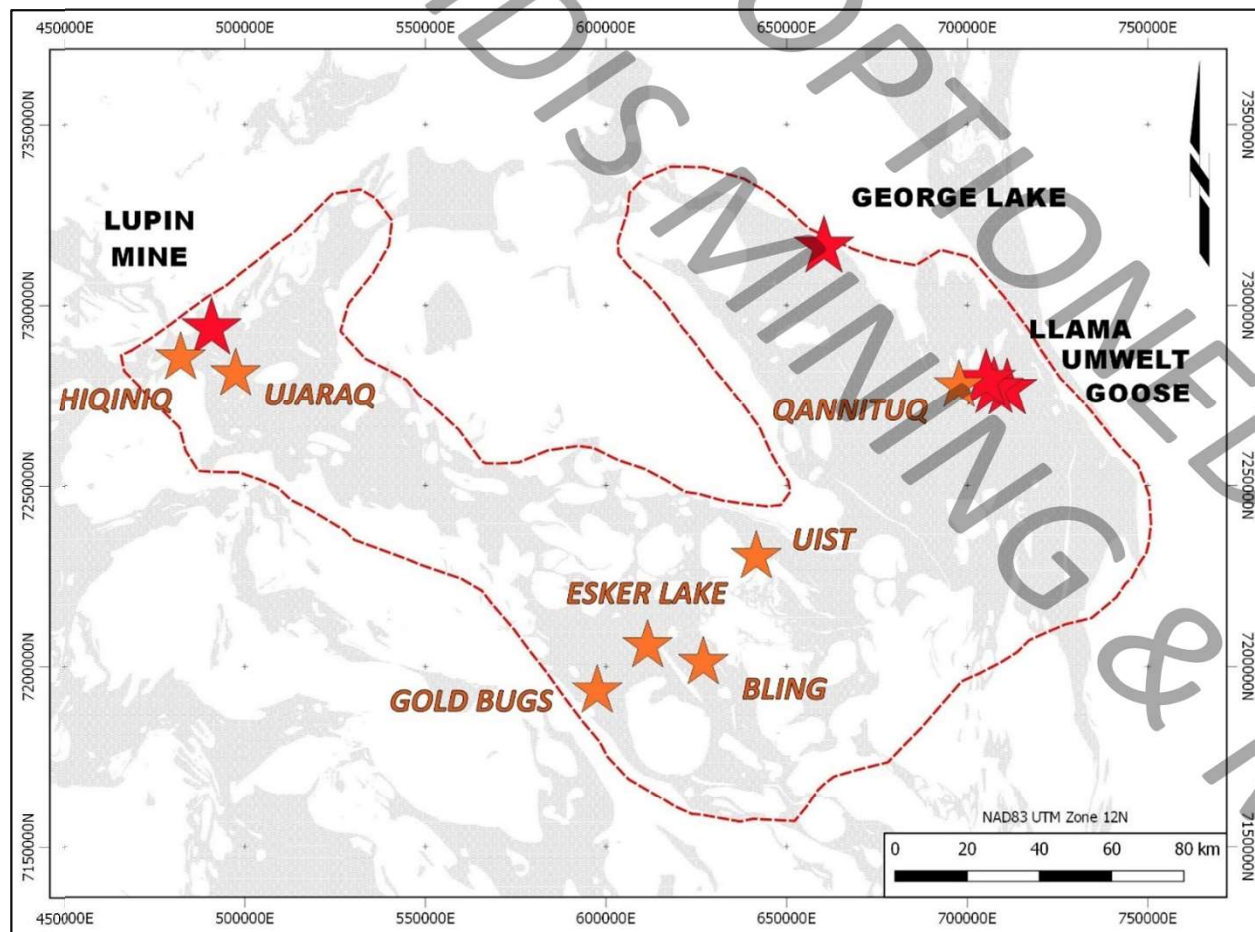 450000E 500000E 550000E 600000E 650000E 700000E 750000E
7350000N 7350000N
GEORGE LAKE
LUPIN
MINE
7300000N 7300000N
LLAMA
UMWELT
GOOSE
HIQINIQ
UJARAQ
QANNITUQ
7250000N 7250000N
UIST
ESKER LAKE
BLING
GOLD BUGS
7200000N 7200000N
NAD83 UTM Zone 12N
0 20 40 60 80 km
7150000N 7150000N
450000E 500000E 550000E 600000E 650000E 700000E 750000E
OPTIONED
MINING &